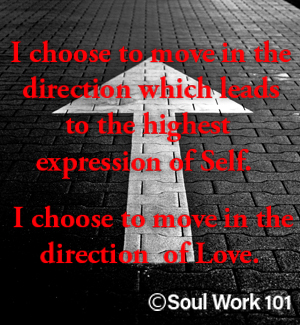 I choose to move in the
direction which leads
to the highest
expression of Self.
I choose to move in the
direction of Love.
©Soul Work 101